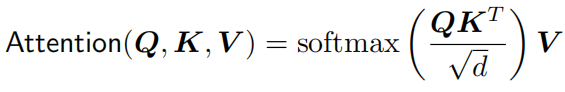 Attention(Q, K, V) = softmax(QK^T / √d) V